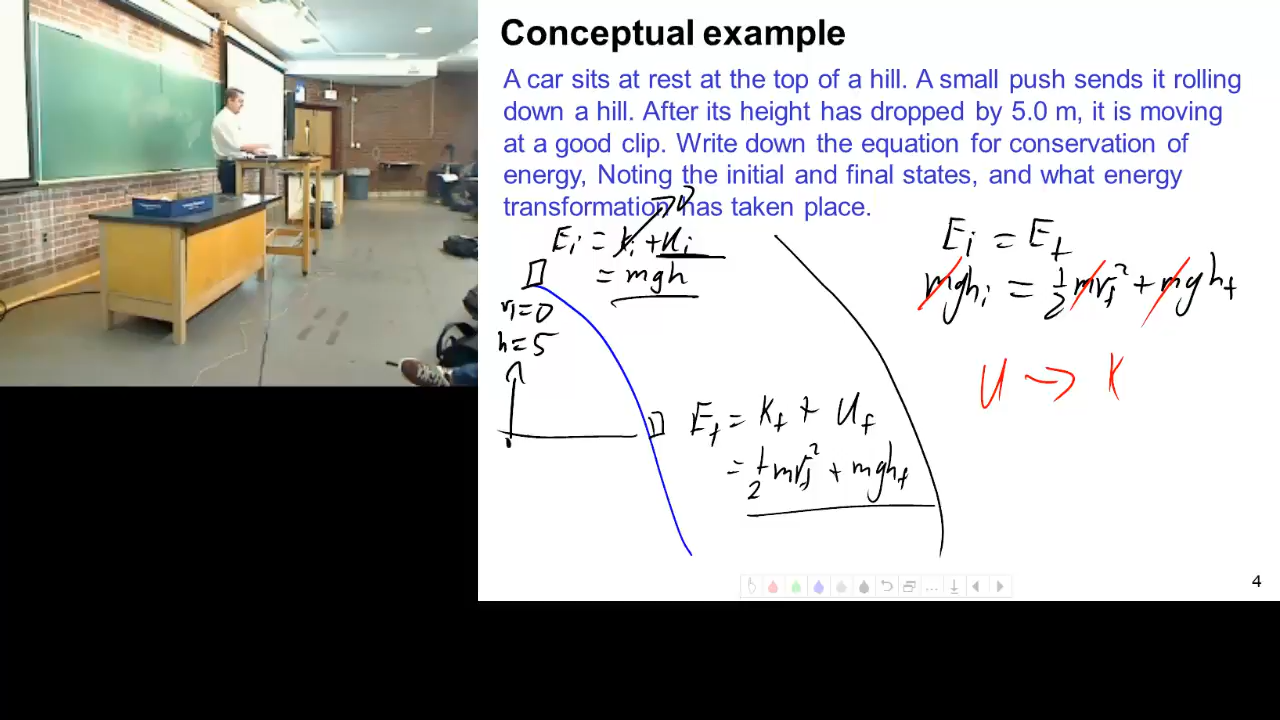 Conceptual example
A car sits at rest at the top of a hill. A small push sends it rolling
down a hill. After its height has dropped by 5.0 m, it is moving
at a good clip. Write down the equation for conservation of
energy, Noting the initial and final states, and what energy
transformation has taken place.
Ei = Ki + Ui
= mgh
vi = 0
h = 5
Ef = Kf + Uf
= 1/2 mvf² + mghf
Ei = Ef
mghi = 1/2 mvf² + mghf
U → K
4